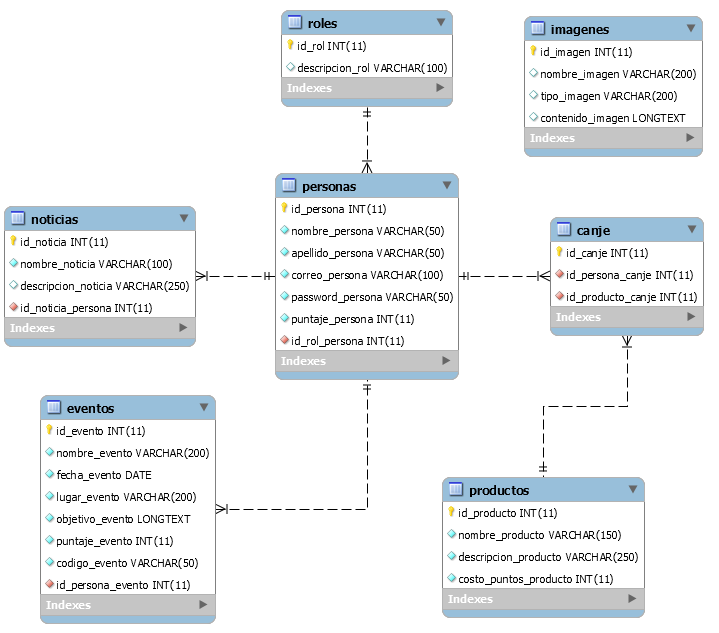 roles
id_rol INT(11)
descripcion_rol VARCHAR(100)
Indexes
imagenes
id_imagen INT(11)
nombre_imagen VARCHAR(200)
tipo_imagen VARCHAR(200)
contenido_imagen LONGTEXT
Indexes
personas
id_persona INT(11)
nombre_persona VARCHAR(50)
apellido_persona VARCHAR(50)
correo_persona VARCHAR(100)
password_persona VARCHAR(50)
puntaje_persona INT(11)
id_rol_persona INT(11)
Indexes
noticias
id_noticia INT(11)
nombre_noticia VARCHAR(100)
descripcion_noticia VARCHAR(250)
id_noticia_persona INT(11)
Indexes
canje
id_canje INT(11)
id_persona_canje INT(11)
id_producto_canje INT(11)
Indexes
eventos
id_evento INT(11)
nombre_evento VARCHAR(200)
fecha_evento DATE
lugar_evento VARCHAR(200)
objetivo_evento LONGTEXT
puntaje_evento INT(11)
codigo_evento VARCHAR(50)
id_persona_evento INT(11)
Indexes
productos
id_producto INT(11)
nombre_producto VARCHAR(150)
descripcion_producto VARCHAR(250)
costo_puntos_producto INT(11)
Indexes